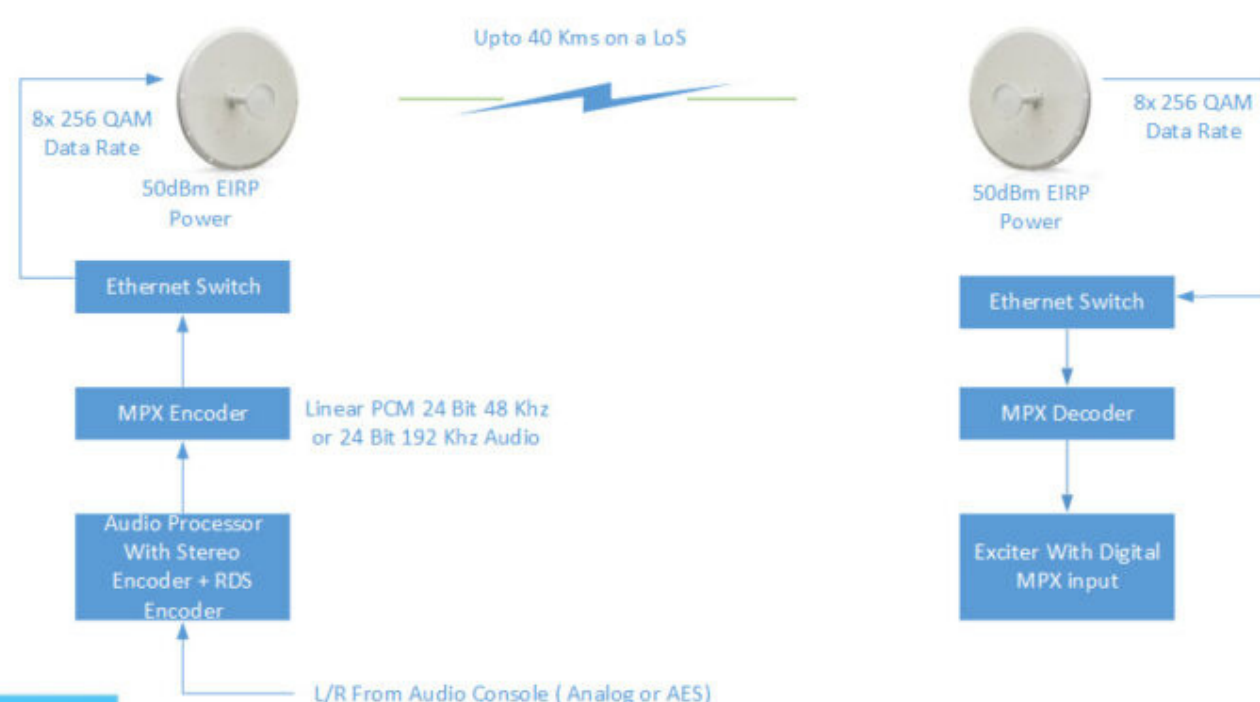 Upto 40 Kms on a LoS
8x 256 QAM
Data Rate
50dBm EIRP
Power
Ethernet Switch
MPX Encoder
Linear PCM 24 Bit 48 Khz
or 24 Bit 192 Khz Audio
Audio Processor
With Stereo
Encoder + RDS
Encoder
L/R From Audio Console ( Analog or AES)
8x 256 QAM
Data Rate
50dBm EIRP
Power
Ethernet Switch
MPX Decoder
Exciter With Digital
MPX input